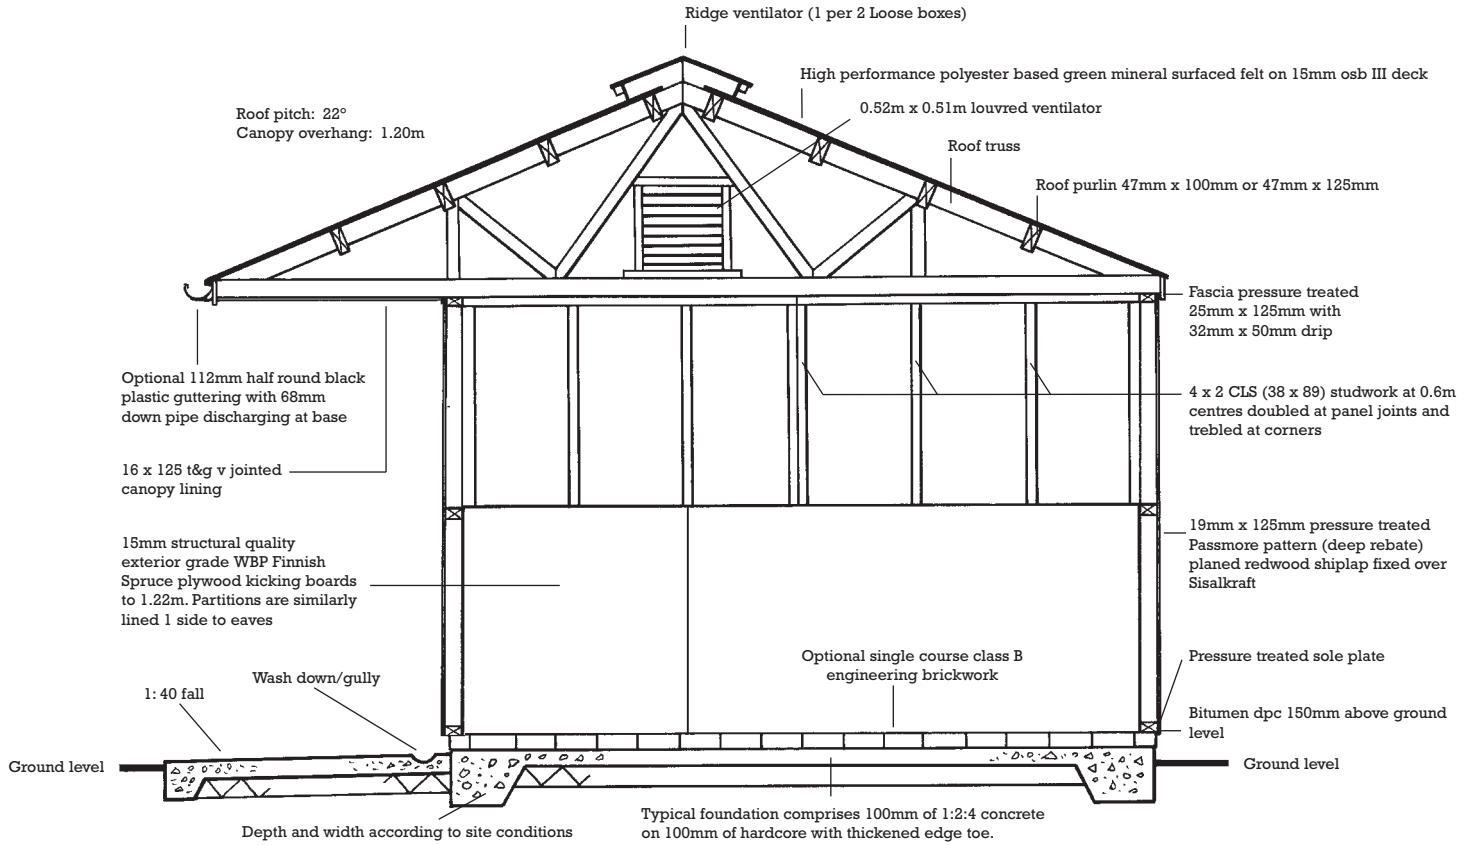 Ridge ventilator (1 per 2 Loose boxes)
High performance polyester based green mineral surfaced felt on 15mm osb III deck
0.52m x 0.51m louvred ventilator
Roof pitch: 22°
Canopy overhang: 1.20m
Roof truss
Roof purlin 47mm x 100mm or 47mm x 125mm
Fascia pressure treated
25mm x 125mm with
32mm x 50mm drip
Optional 112mm half round black
plastic guttering with 68mm
down pipe discharging at base
4 x 2 CLS (38 x 89) studwork at 0.6m
centres doubled at panel joints and
trebled at corners
16 x 125 t&g v jointed
canopy lining
19mm x 125mm pressure treated
Passmore pattern (deep rebate)
planed redwood shiplap fixed over
Sisalkraft
15mm structural quality
exterior grade WBP Finnish
Spruce plywood kicking boards
to 1.22m. Partitions are similarly
lined 1 side to eaves
Optional single course class B
engineering brickwork
Pressure treated sole plate
Wash down/gully
1: 40 fall
Bitumen dpc 150mm above ground
level
Ground level
Ground level
Depth and width according to site conditions
Typical foundation comprises 100mm of 1:2:4 concrete
on 100mm of hardcore with thickened edge toe.